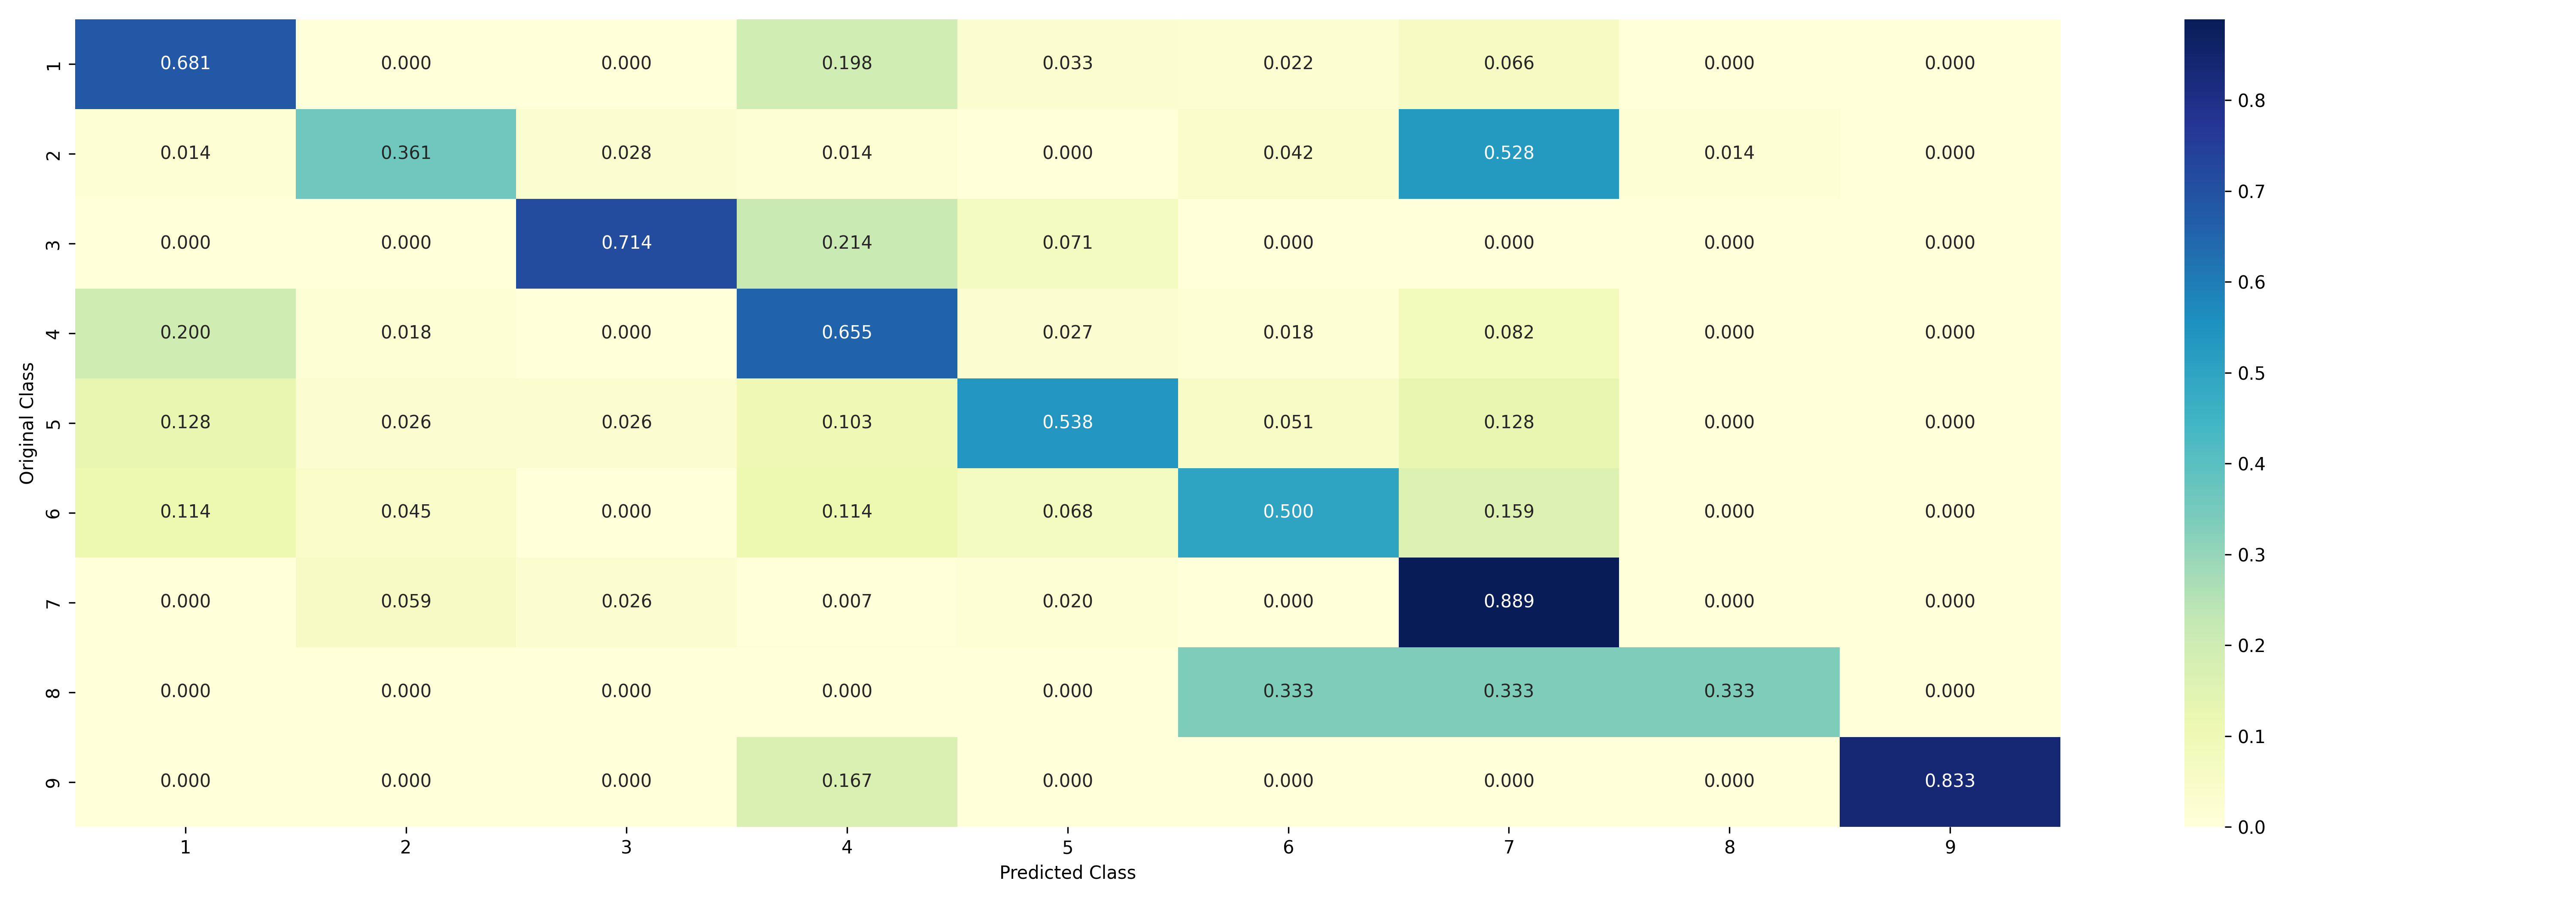 1 0.681 0.000 0.000 0.198 0.033 0.022 0.066 0.000 0.000
2 0.014 0.361 0.028 0.014 0.000 0.042 0.528 0.014 0.000
3 0.000 0.000 0.714 0.214 0.071 0.000 0.000 0.000 0.000
4 0.200 0.018 0.000 0.655 0.027 0.018 0.082 0.000 0.000
5 0.128 0.026 0.026 0.103 0.538 0.051 0.128 0.000 0.000
6 0.114 0.045 0.000 0.114 0.068 0.500 0.159 0.000 0.000
7 0.000 0.059 0.026 0.007 0.020 0.000 0.889 0.000 0.000
8 0.000 0.000 0.000 0.000 0.000 0.333 0.333 0.333 0.000
9 0.000 0.000 0.000 0.167 0.000 0.000 0.000 0.000 0.833
1 2 3 4 5 6 7 8 9
Predicted Class
Original Class
0.8
0.7
0.6
0.5
0.4
0.3
0.2
0.1
0.0